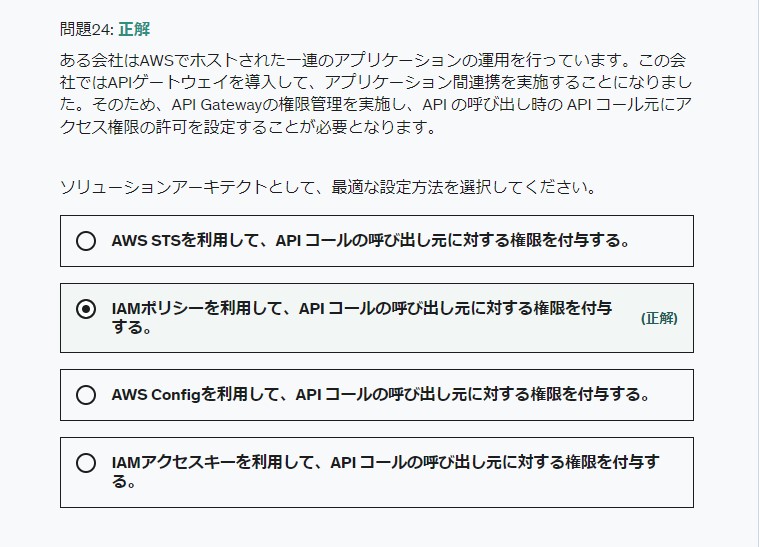 問題24: 正解
ある会社はAWSでホストされた一連のアプリケーションの運用を行っています。この会
社ではAPIゲートウェイを導入して、アプリケーション間連携を実施することになりまし
た。そのため、API Gatewayの権限管理を実施し、API の呼び出し時の API コール元にア
クセス権限の許可を設定することが必要となります。
ソリューションアーキテクトとして、最適な設定方法を選択してください。
AWS STSを利用して、API コールの呼び出し元に対する権限を付与する。
IAMポリシーを利用して、API コールの呼び出し元に対する権限を付与
する。
(正解)
AWS Configを利用して、API コールの呼び出し元に対する権限を付与する。
IAMアクセスキーを利用して、API コールの呼び出し元に対する権限を付与す
る。